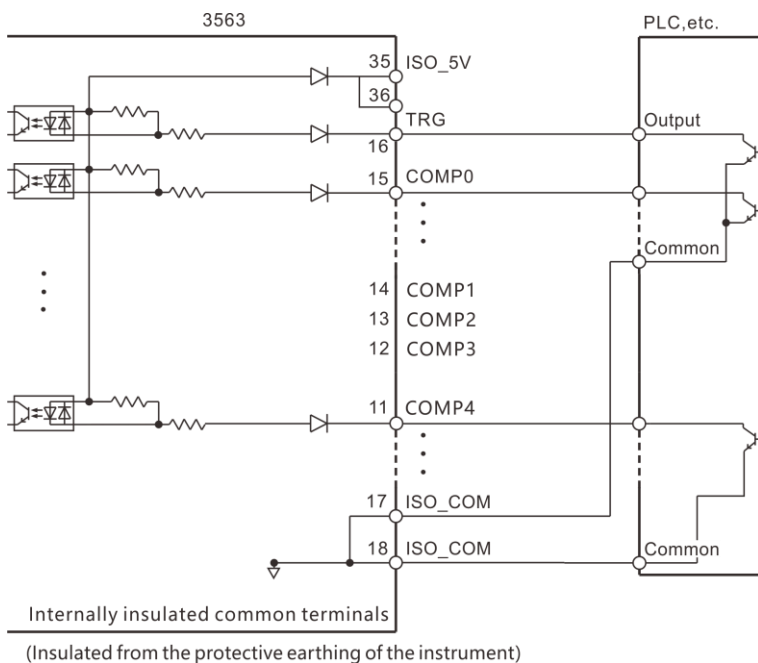 3563
PLC,etc.
35 ISO_5V
36
TRG
Output
16
15 COMP0
Common
14 COMP1
13 COMP2
12 COMP3
11 COMP4
17 ISO_COM
18 ISO_COM
Common
Internally insulated common terminals
(Insulated from the protective earthing of the instrument)